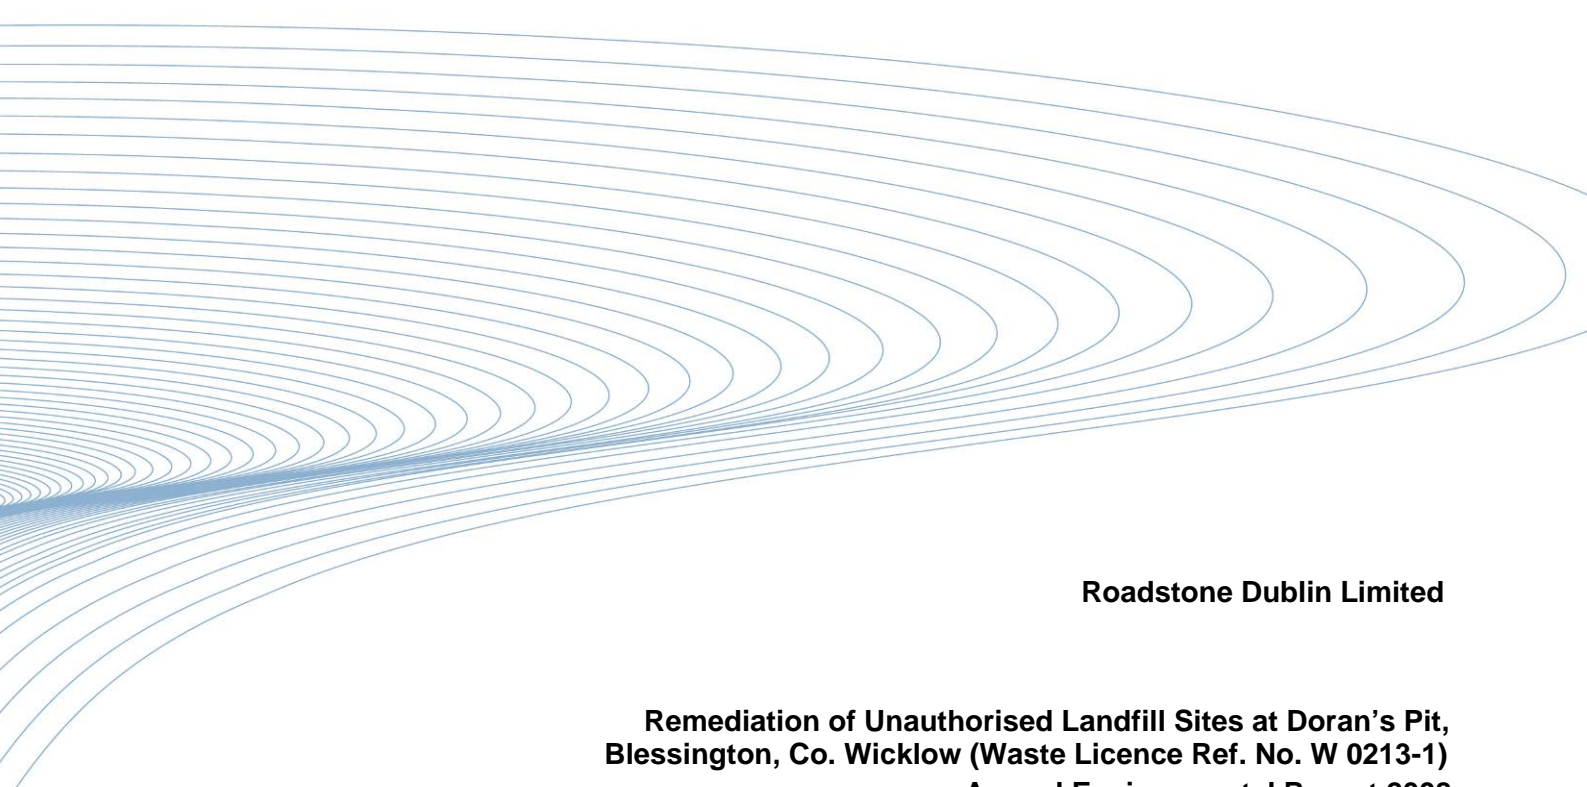 Roadstone Dublin Limited
Remediation of Unauthorised Landfill Sites at Doran’s Pit,
Blessington, Co. Wicklow (Waste Licence Ref. No. W 0213-1)
Annual Environmental Report